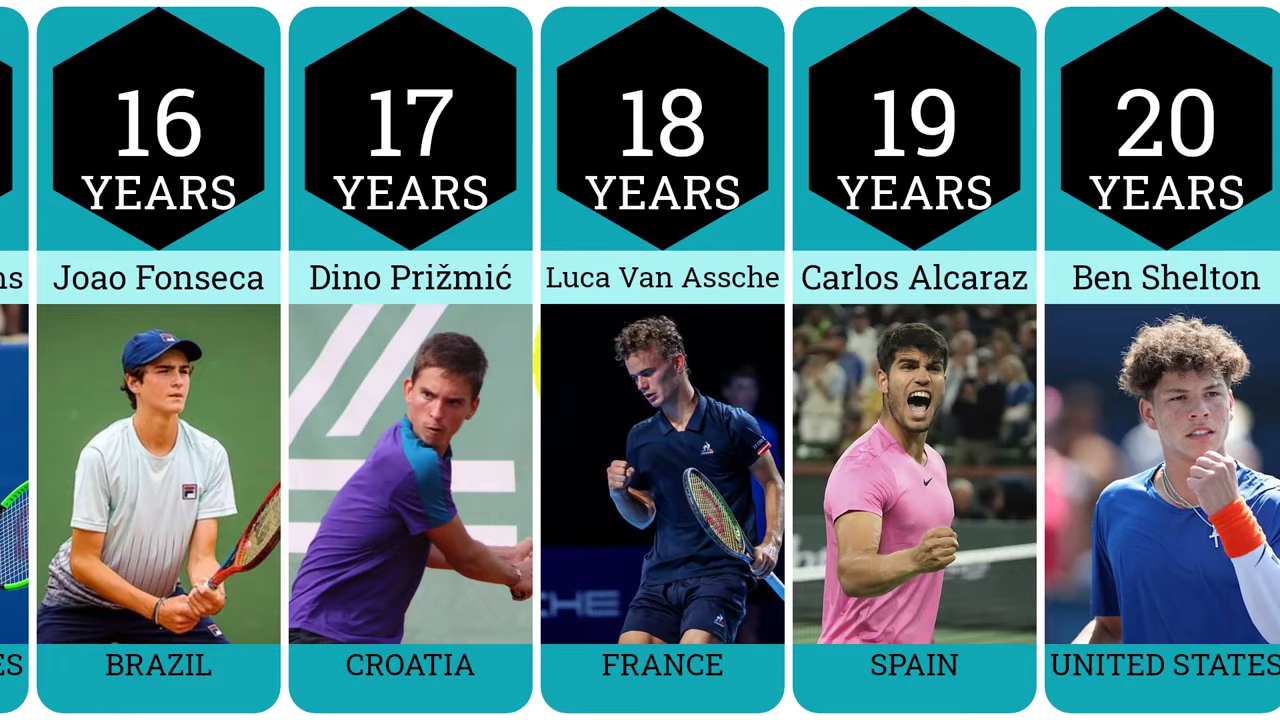 16
YEARS
Joao Fonseca
BRAZIL
17
YEARS
Dino Prižmić
CROATIA
18
YEARS
Luca Van Assche
FRANCE
19
YEARS
Carlos Alcaraz
SPAIN
20
YEARS
Ben Shelton
UNITED STATES